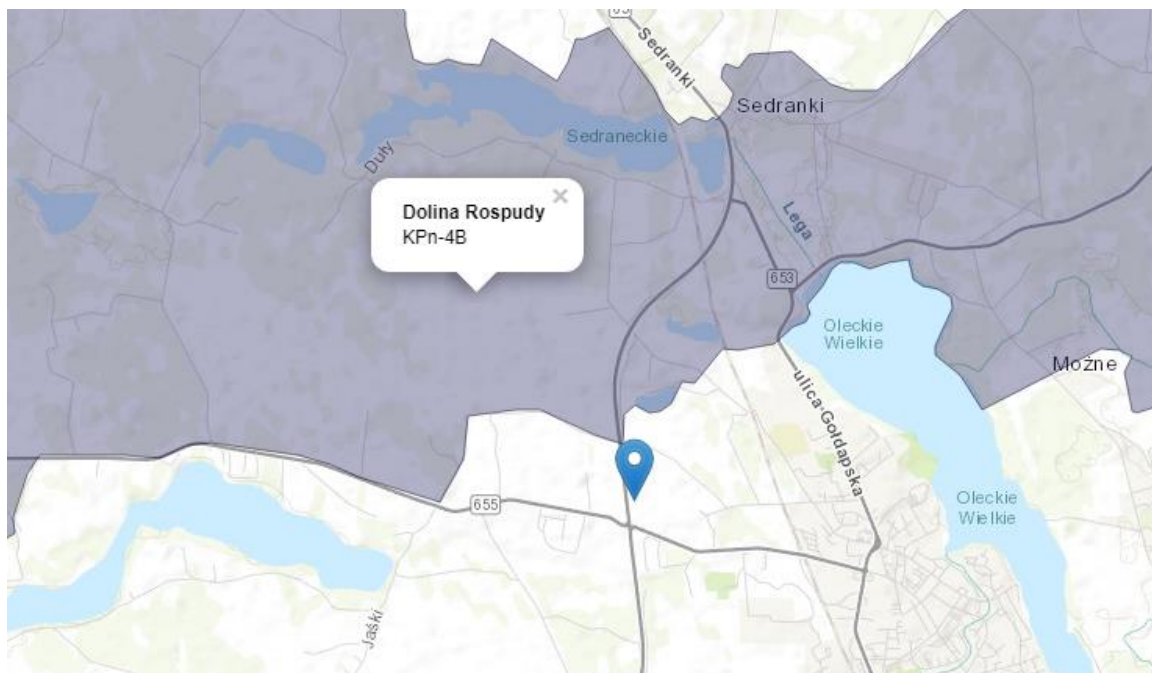 Sedranki
Sedranki
Sedraneckie
Duły
Dolina Rospudy
×
KPn-4B
Lega
653
Oleckie
Wielkie
Możne
ulica Gołdapska
655
Oleckie
Wielkie
Jaśki